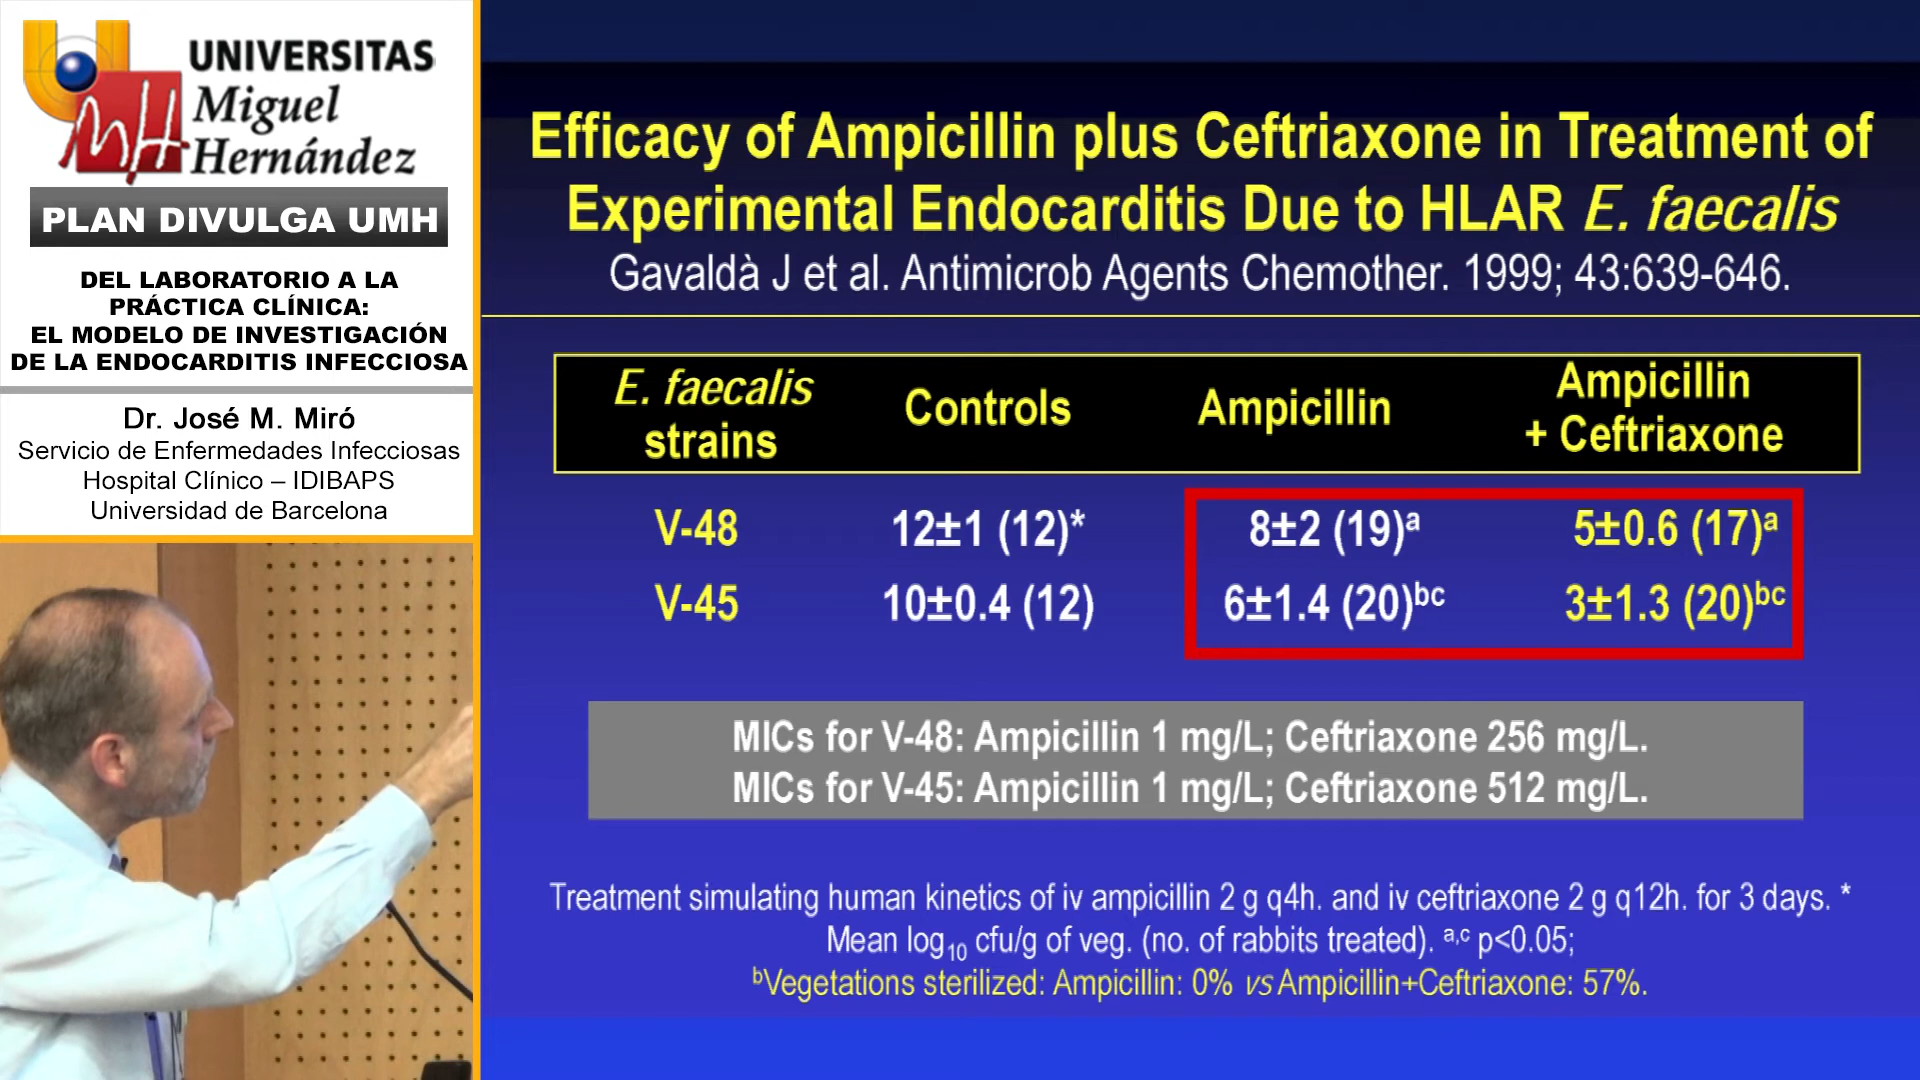 UNIVERSITAS
Miguel
Hernández
PLAN DIVULGA UMH
DEL LABORATORIO A LA
PRÁCTICA CLÍNICA:
EL MODELO DE INVESTIGACIÓN
DE LA ENDOCARDITIS INFECCIOSA
Dr. José M. Miró
Servicio de Enfermedades Infecciosas
Hospital Clínico – IDIBAPS
Universidad de Barcelona
Efficacy of Ampicillin plus Ceftriaxone in Treatment of
Experimental Endocarditis Due to HLAR E. faecalis
Gavaldà J et al. Antimicrob Agents Chemother. 1999; 43:639-646.
E. faecalis strains Controls Ampicillin Ampicillin + Ceftriaxone
V-48 12±1 (12)* 8±2 (19)ᵃ 5±0.6 (17)ᵃ
V-45 10±0.4 (12) 6±1.4 (20)ᵇᶜ 3±1.3 (20)ᵇᶜ
MICs for V-48: Ampicillin 1 mg/L; Ceftriaxone 256 mg/L.
MICs for V-45: Ampicillin 1 mg/L; Ceftriaxone 512 mg/L.
Treatment simulating human kinetics of iv ampicillin 2 g q4h. and iv ceftriaxone 2 g q12h. for 3 days. *
Mean log₁₀ cfu/g of veg. (no. of rabbits treated). ᵃ,ᶜ p<0.05;
ᵇVegetations sterilized: Ampicillin: 0% vs Ampicillin+Ceftriaxone: 57%.